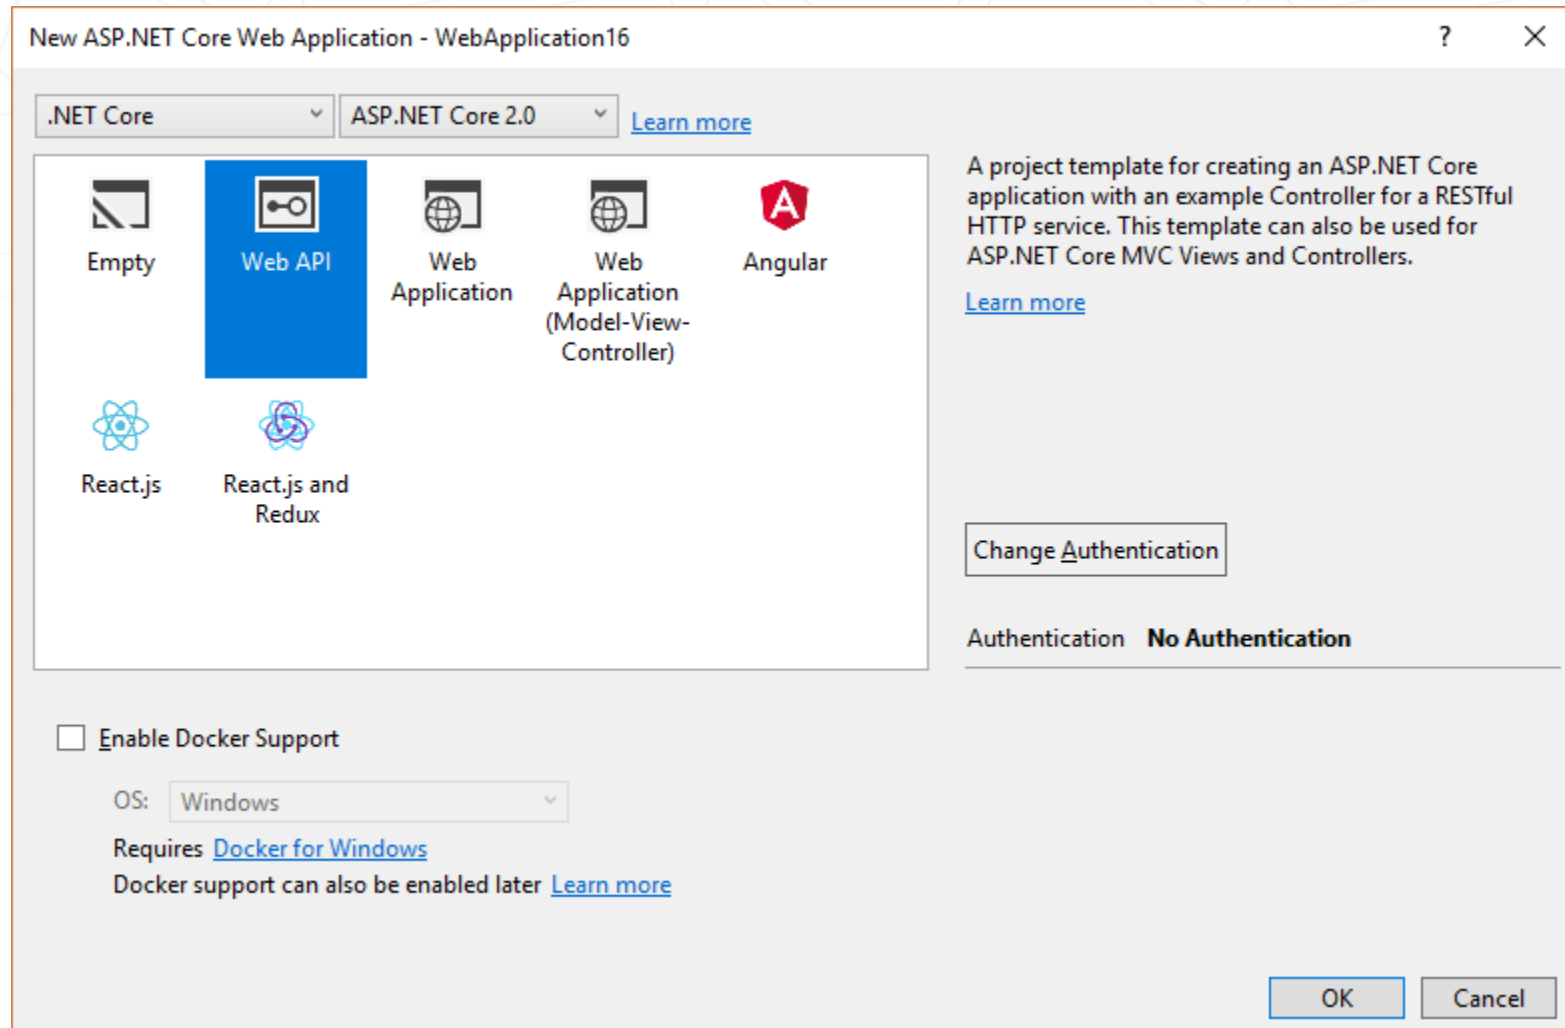 New ASP.NET Core Web Application - WebApplication16
?
.NET Core
ASP.NET Core 2.0
Learn more
Empty
Web API
Web
Application
Web
Application
(Model-View-
Controller)
Angular
React.js
React.js and
Redux
A project template for creating an ASP.NET Core
application with an example Controller for a RESTful
HTTP service. This template can also be used for
ASP.NET Core MVC Views and Controllers.
Learn more
Change Authentication
Authentication No Authentication
Enable Docker Support
OS: Windows
Requires Docker for Windows
Docker support can also be enabled later Learn more
OK
Cancel